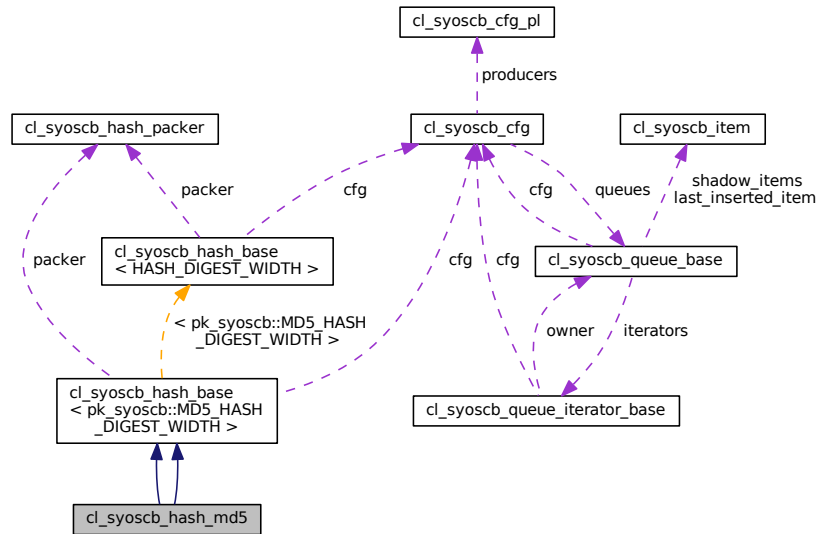 cl_syoscb_cfg_pl
producers
cl_syoscb_hash_packer
cl_syoscb_cfg
cl_syoscb_item
packer
cfg
cfg
queues
shadow_items
last_inserted_item
cl_syoscb_hash_base
< HASH_DIGEST_WIDTH >
packer
cfg
cfg
cl_syoscb_queue_base
< pk_syoscb::MD5_HASH
_DIGEST_WIDTH >
owner
iterators
cl_syoscb_hash_base
< pk_syoscb::MD5_HASH
_DIGEST_WIDTH >
cl_syoscb_queue_iterator_base
cl_syoscb_hash_md5